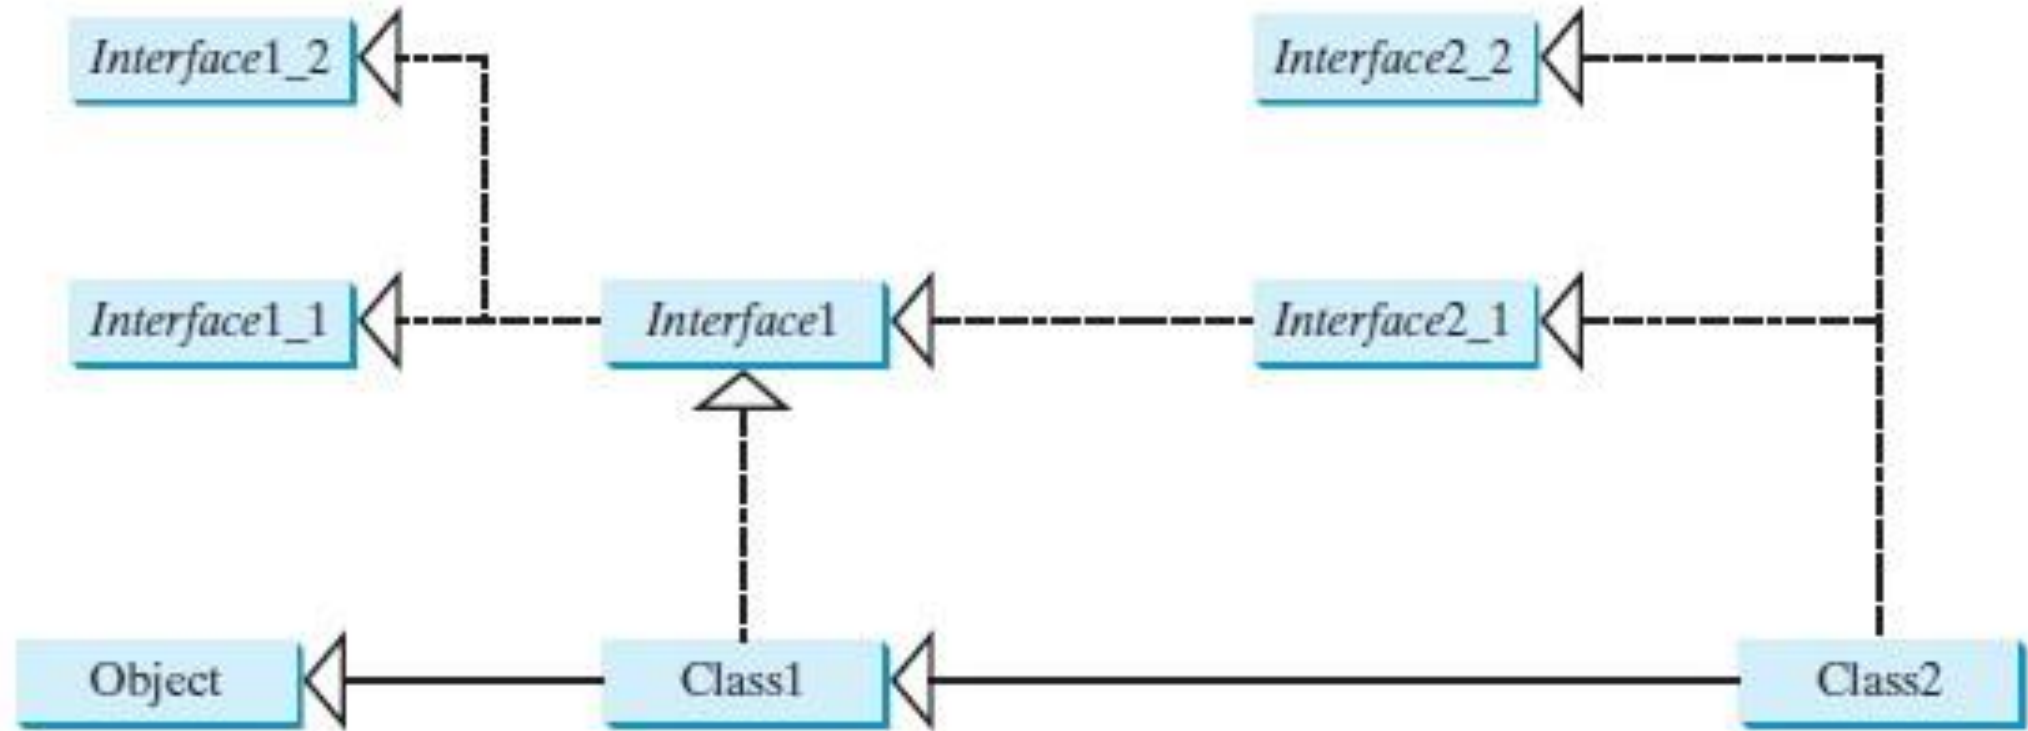 Interface1_2
Interface2_2
Interface1_1
Interface1
Interface2_1
Object
Class1
Class2